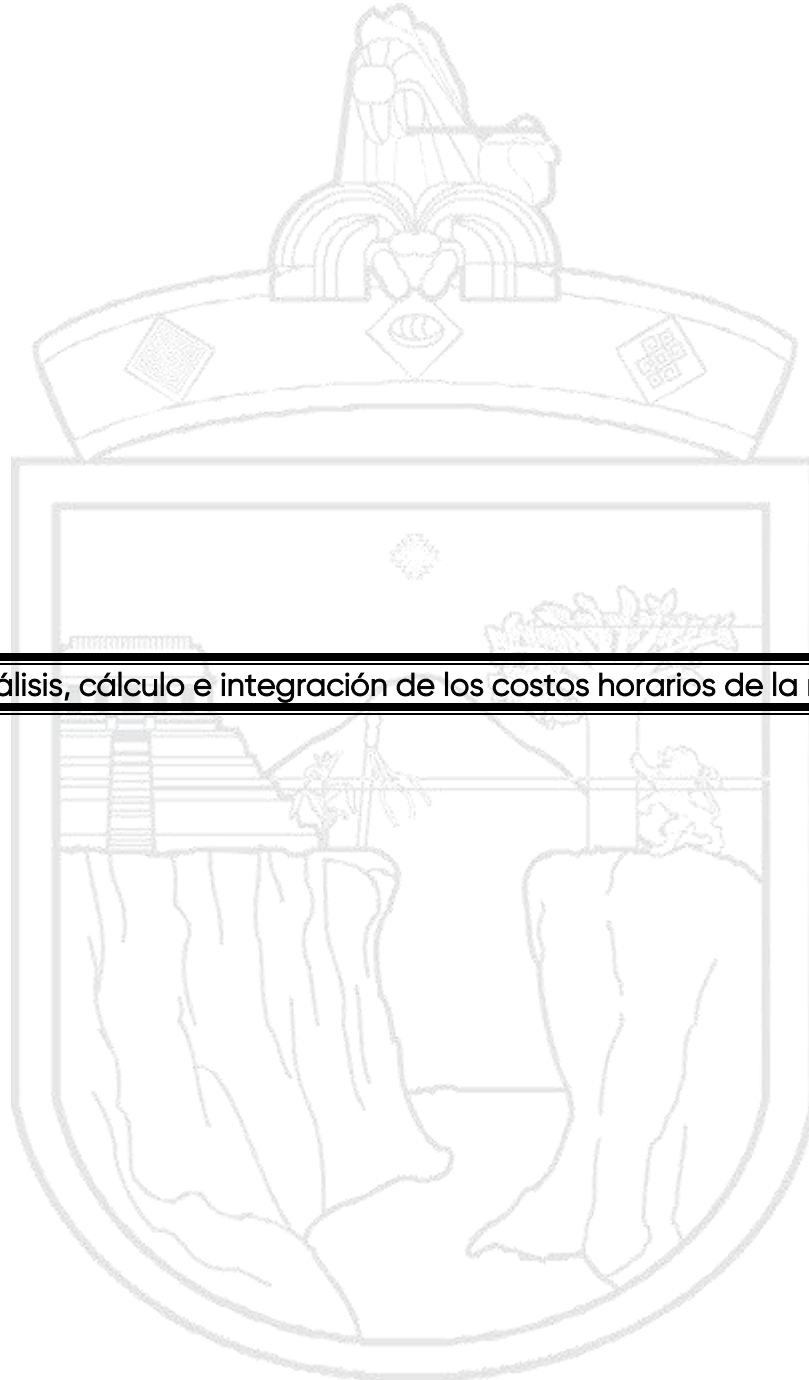 álisis, cálculo e integración de los costos horarios de la